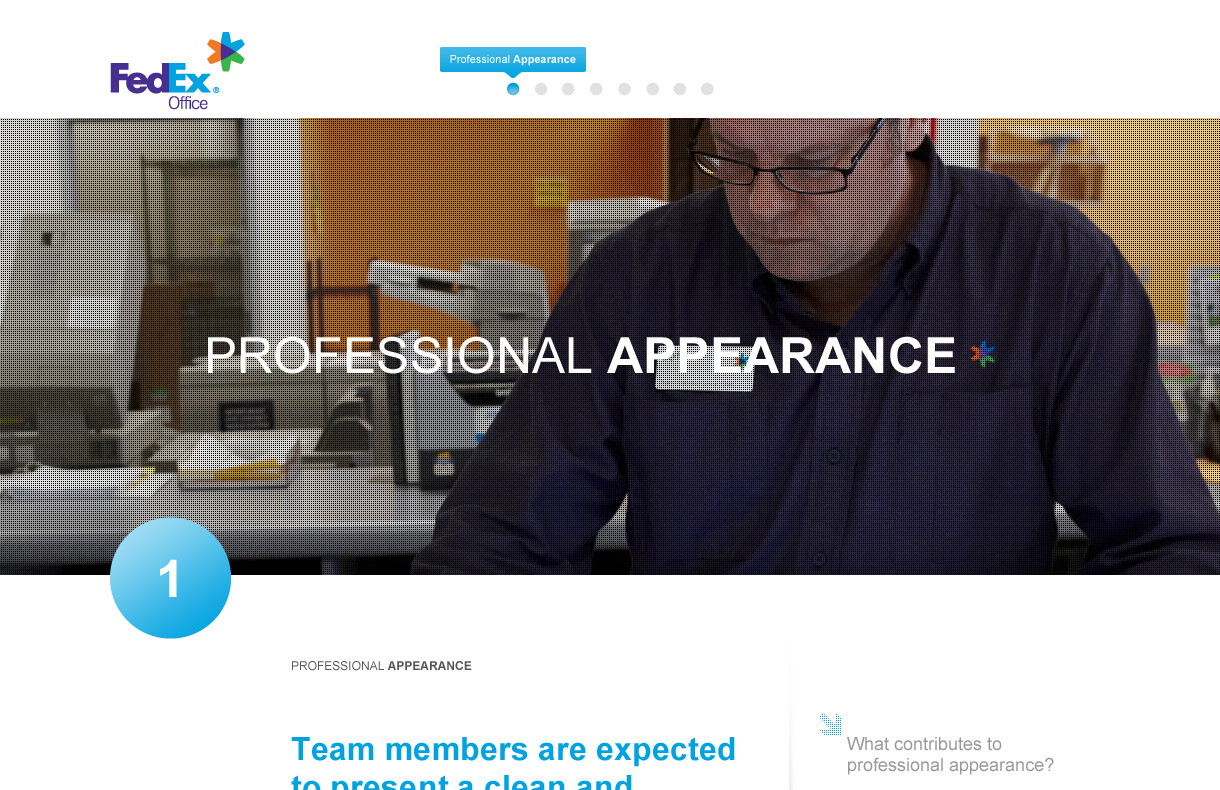 FedEx®
Office
Professional Appearance
PROFESSIONAL APPEARANCE
1
PROFESSIONAL APPEARANCE
Team members are expected
to present a clean and
What contributes to
professional appearance?